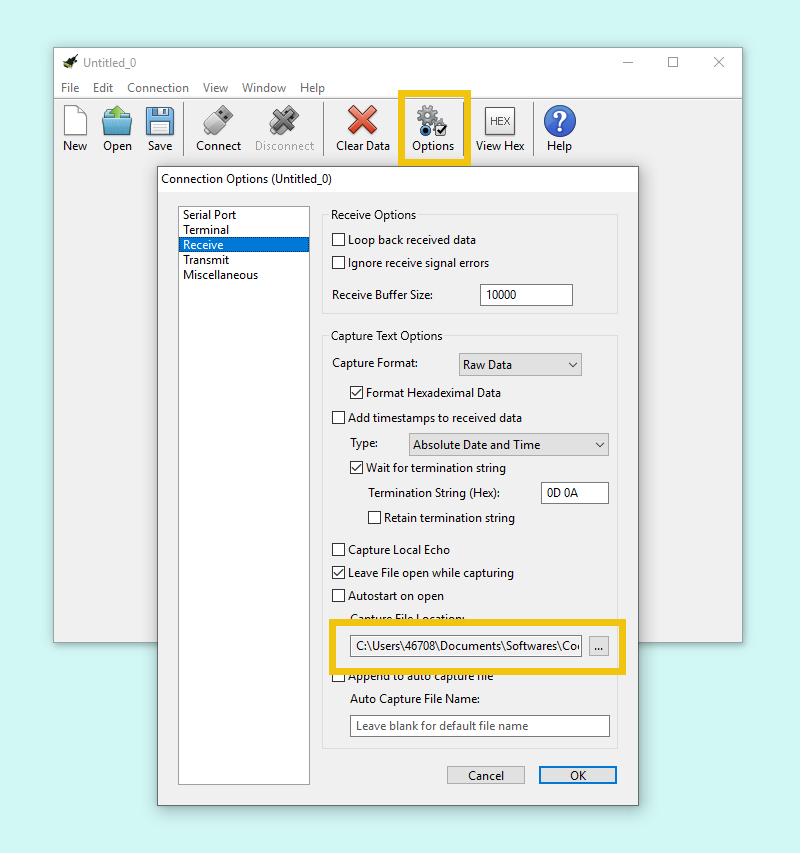 Untitled_0
File Edit Connection View Window Help
HEX
New Open Save Connect Disconnect Clear Data Options View Hex Help
Connection Options (Untitled_0)
Serial Port
Terminal
Receive
Transmit
Miscellaneous
Receive Options
Loop back received data
Ignore receive signal errors
Receive Buffer Size: 10000
Capture Text Options
Capture Format: Raw Data
Format Hexadeximal Data
Add timestamps to received data
Type: Absolute Date and Time
Wait for termination string
Termination String (Hex): 0D 0A
Retain termination string
Capture Local Echo
Leave File open while capturing
Autostart on open
Capture File Location:
C:\Users\46708\Documents\Softwares\Coo ...
Append to auto capture file
Auto Capture File Name:
Leave blank for default file name
Cancel OK